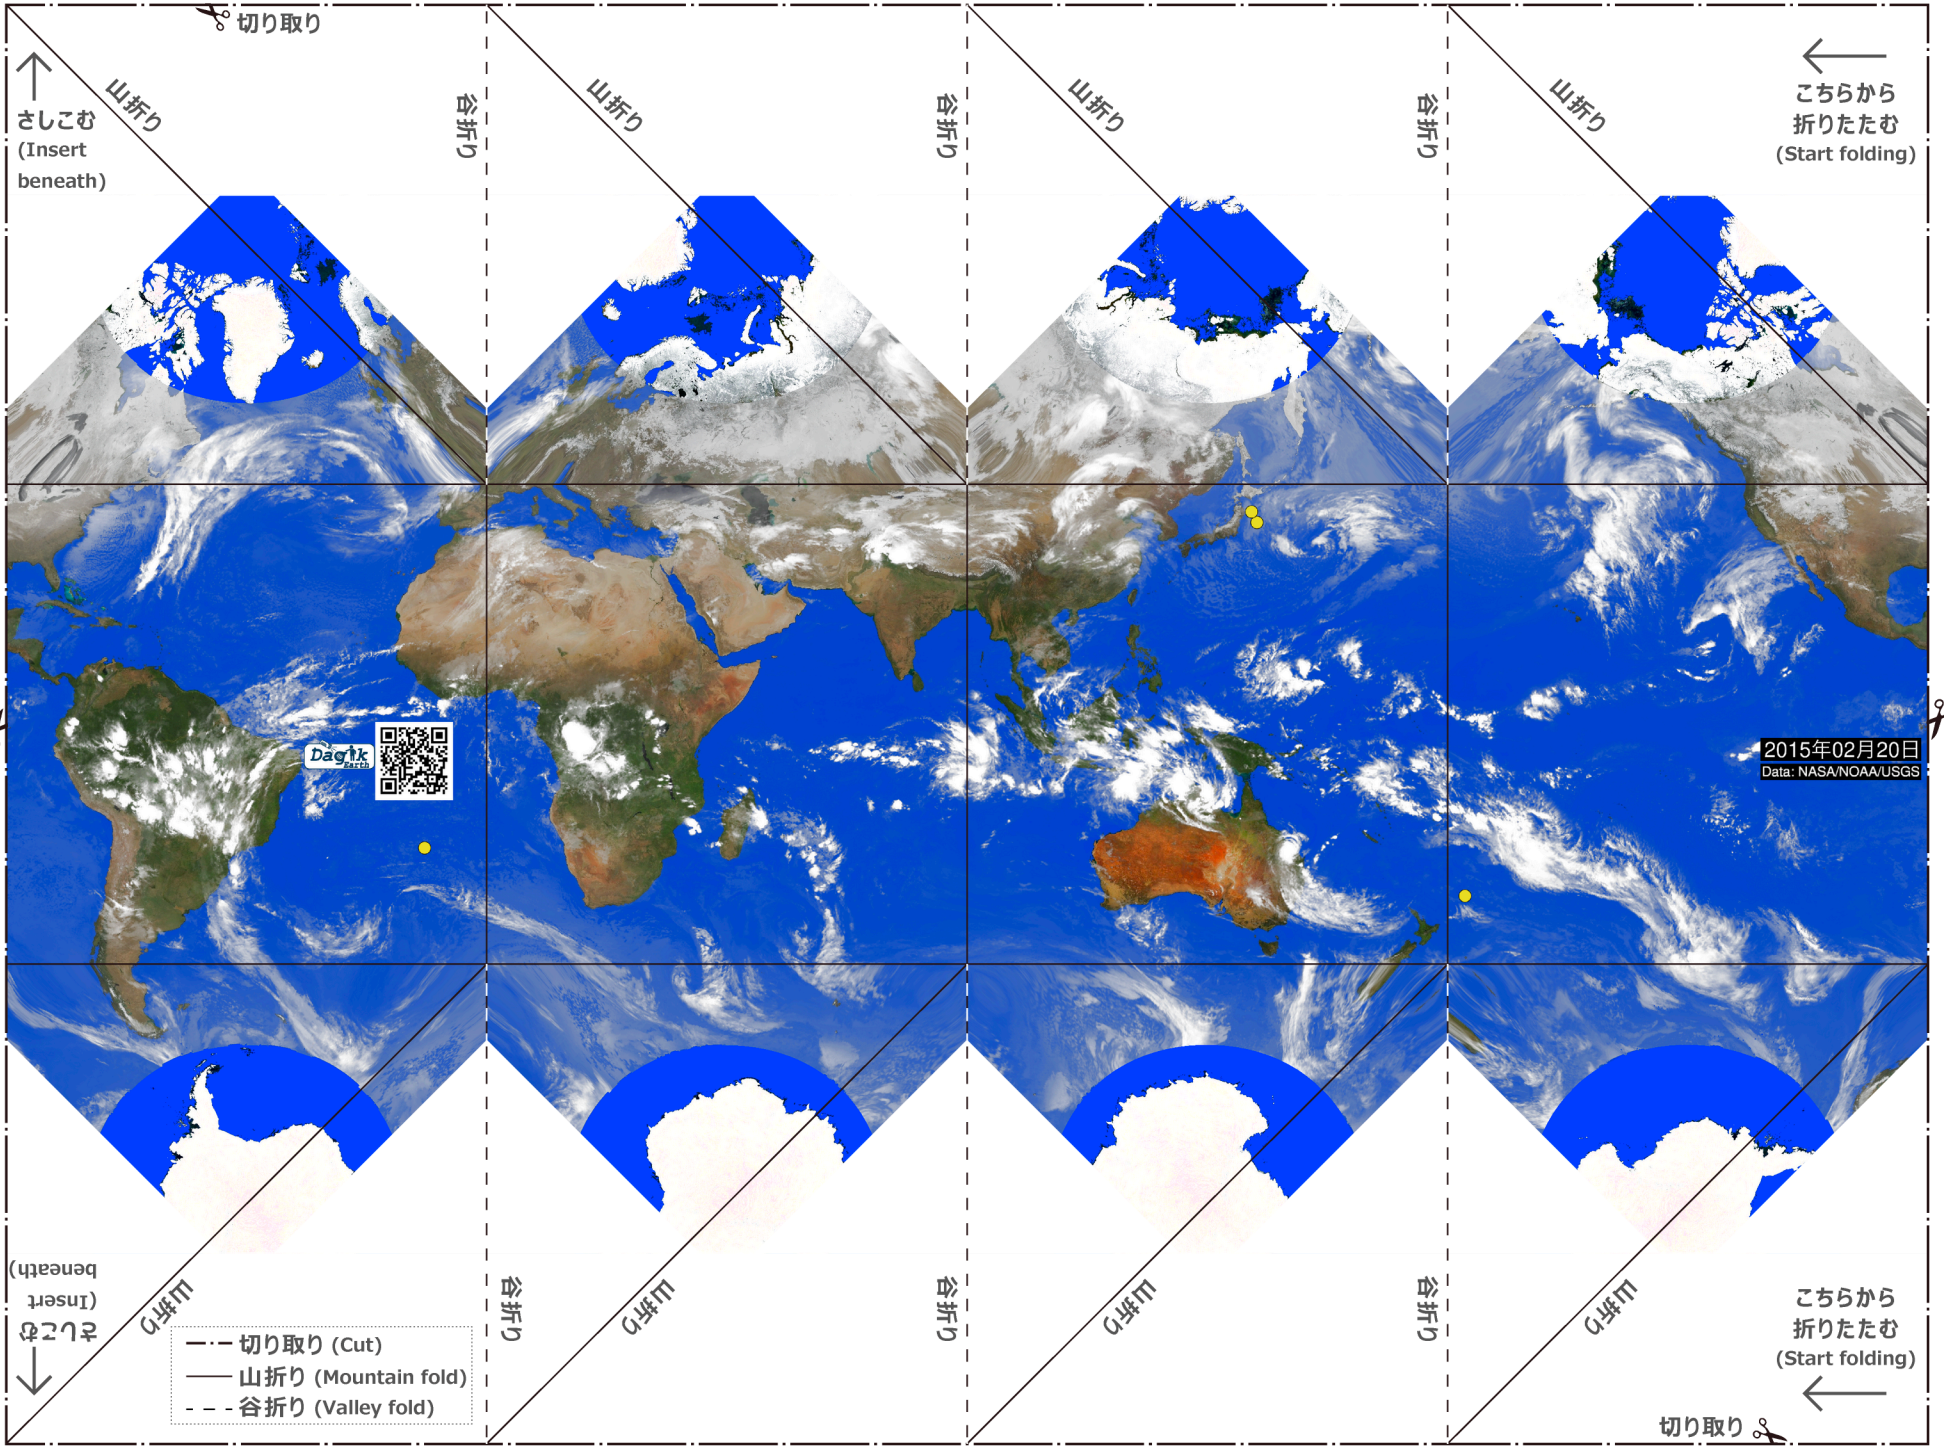 切り取り
山折り
谷折り
山折り
谷折り
山折り
谷折り
山折り
さしこむ
(Insert
beneath)
こちらから
折りたたむ
(Start folding)
Dagik
Earth
2015年02月20日
Data: NASA/NOAA/USGS
さしこむ
(Insert
beneath)
山折り
谷折り
山折り
谷折り
山折り
谷折り
山折り
切り取り (Cut)
山折り (Mountain fold)
谷折り (Valley fold)
こちらから
折りたたむ
(Start folding)
切り取り